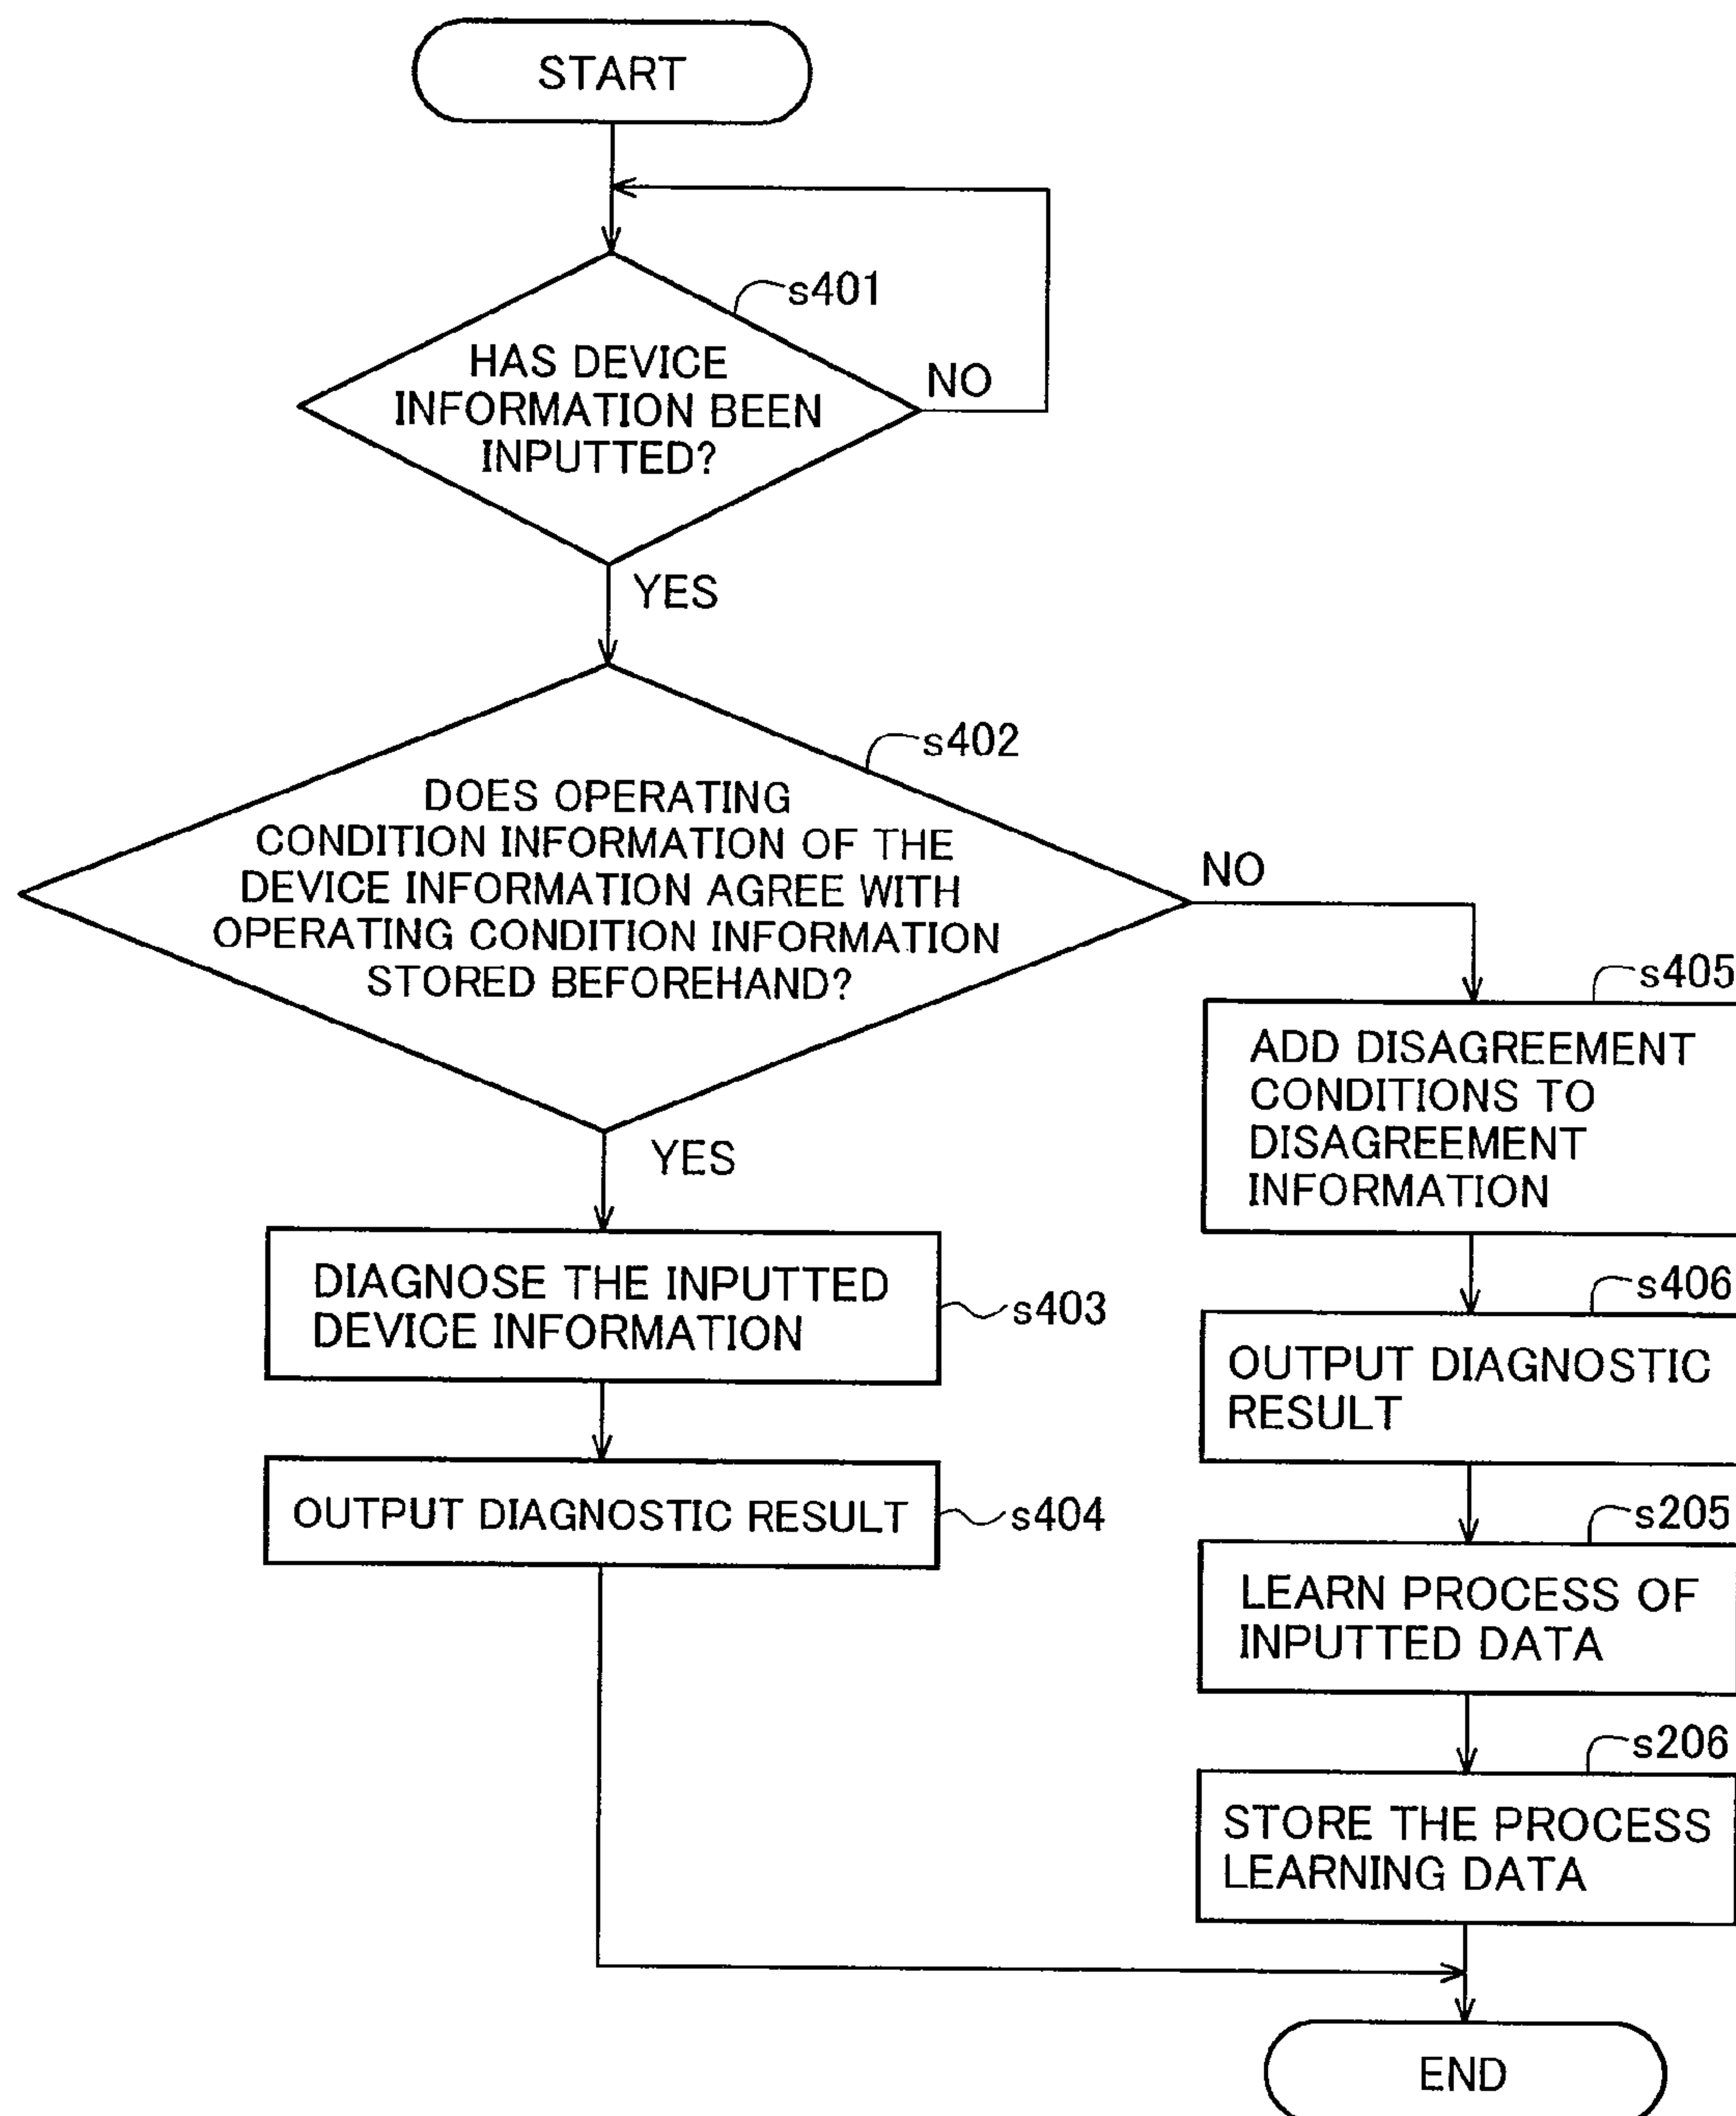 START
s401
HAS DEVICE
INFORMATION BEEN
INPUTTED?
NO
YES
s402
DOES OPERATING
CONDITION INFORMATION OF THE
DEVICE INFORMATION AGREE WITH
OPERATING CONDITION INFORMATION
STORED BEFOREHAND?
NO
YES
DIAGNOSE THE INPUTTED
DEVICE INFORMATION
s403
OUTPUT DIAGNOSTIC RESULT
s404
s405
ADD DISAGREEMENT
CONDITIONS TO
DISAGREEMENT
INFORMATION
s406
OUTPUT DIAGNOSTIC
RESULT
s205
LEARN PROCESS OF
INPUTTED DATA
s206
STORE THE PROCESS
LEARNING DATA
END